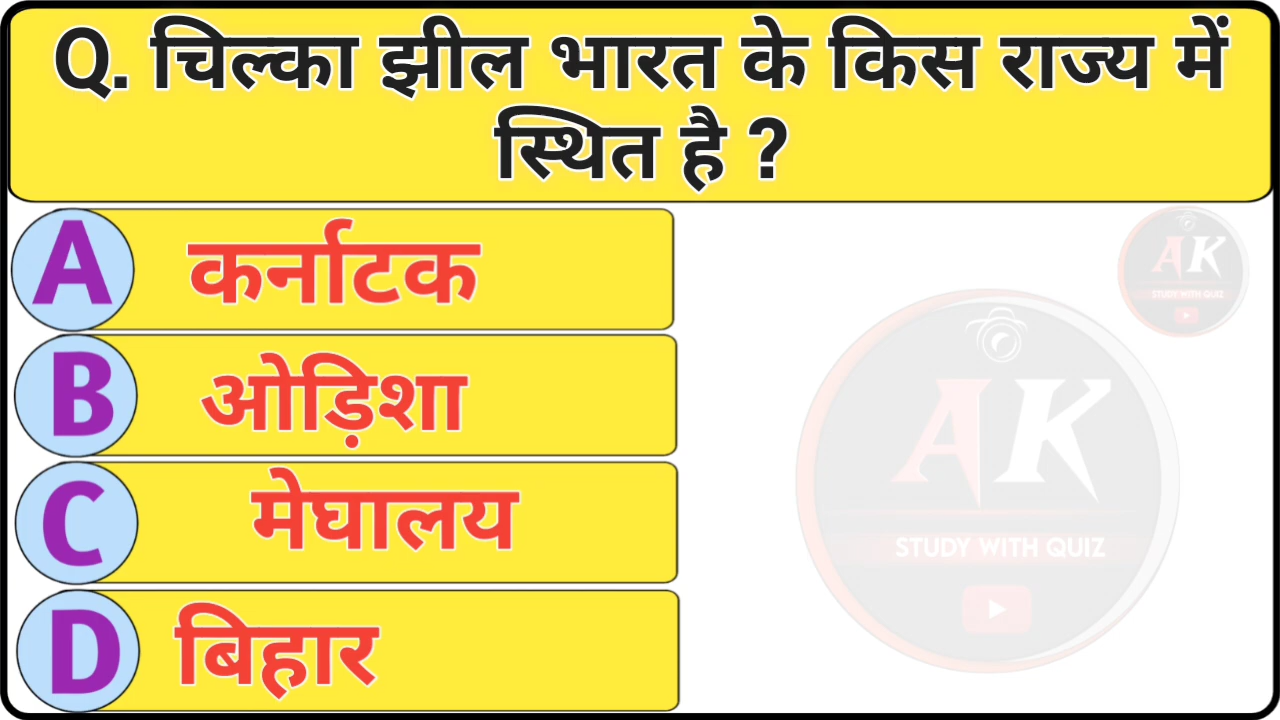 Q. चिल्का झील भारत के किस राज्य में
स्थित है ?
A कर्नाटक
B ओड़िशा
C मेघालय
D बिहार
AK
STUDY WITH QUIZ
AK
STUDY WITH QUIZ